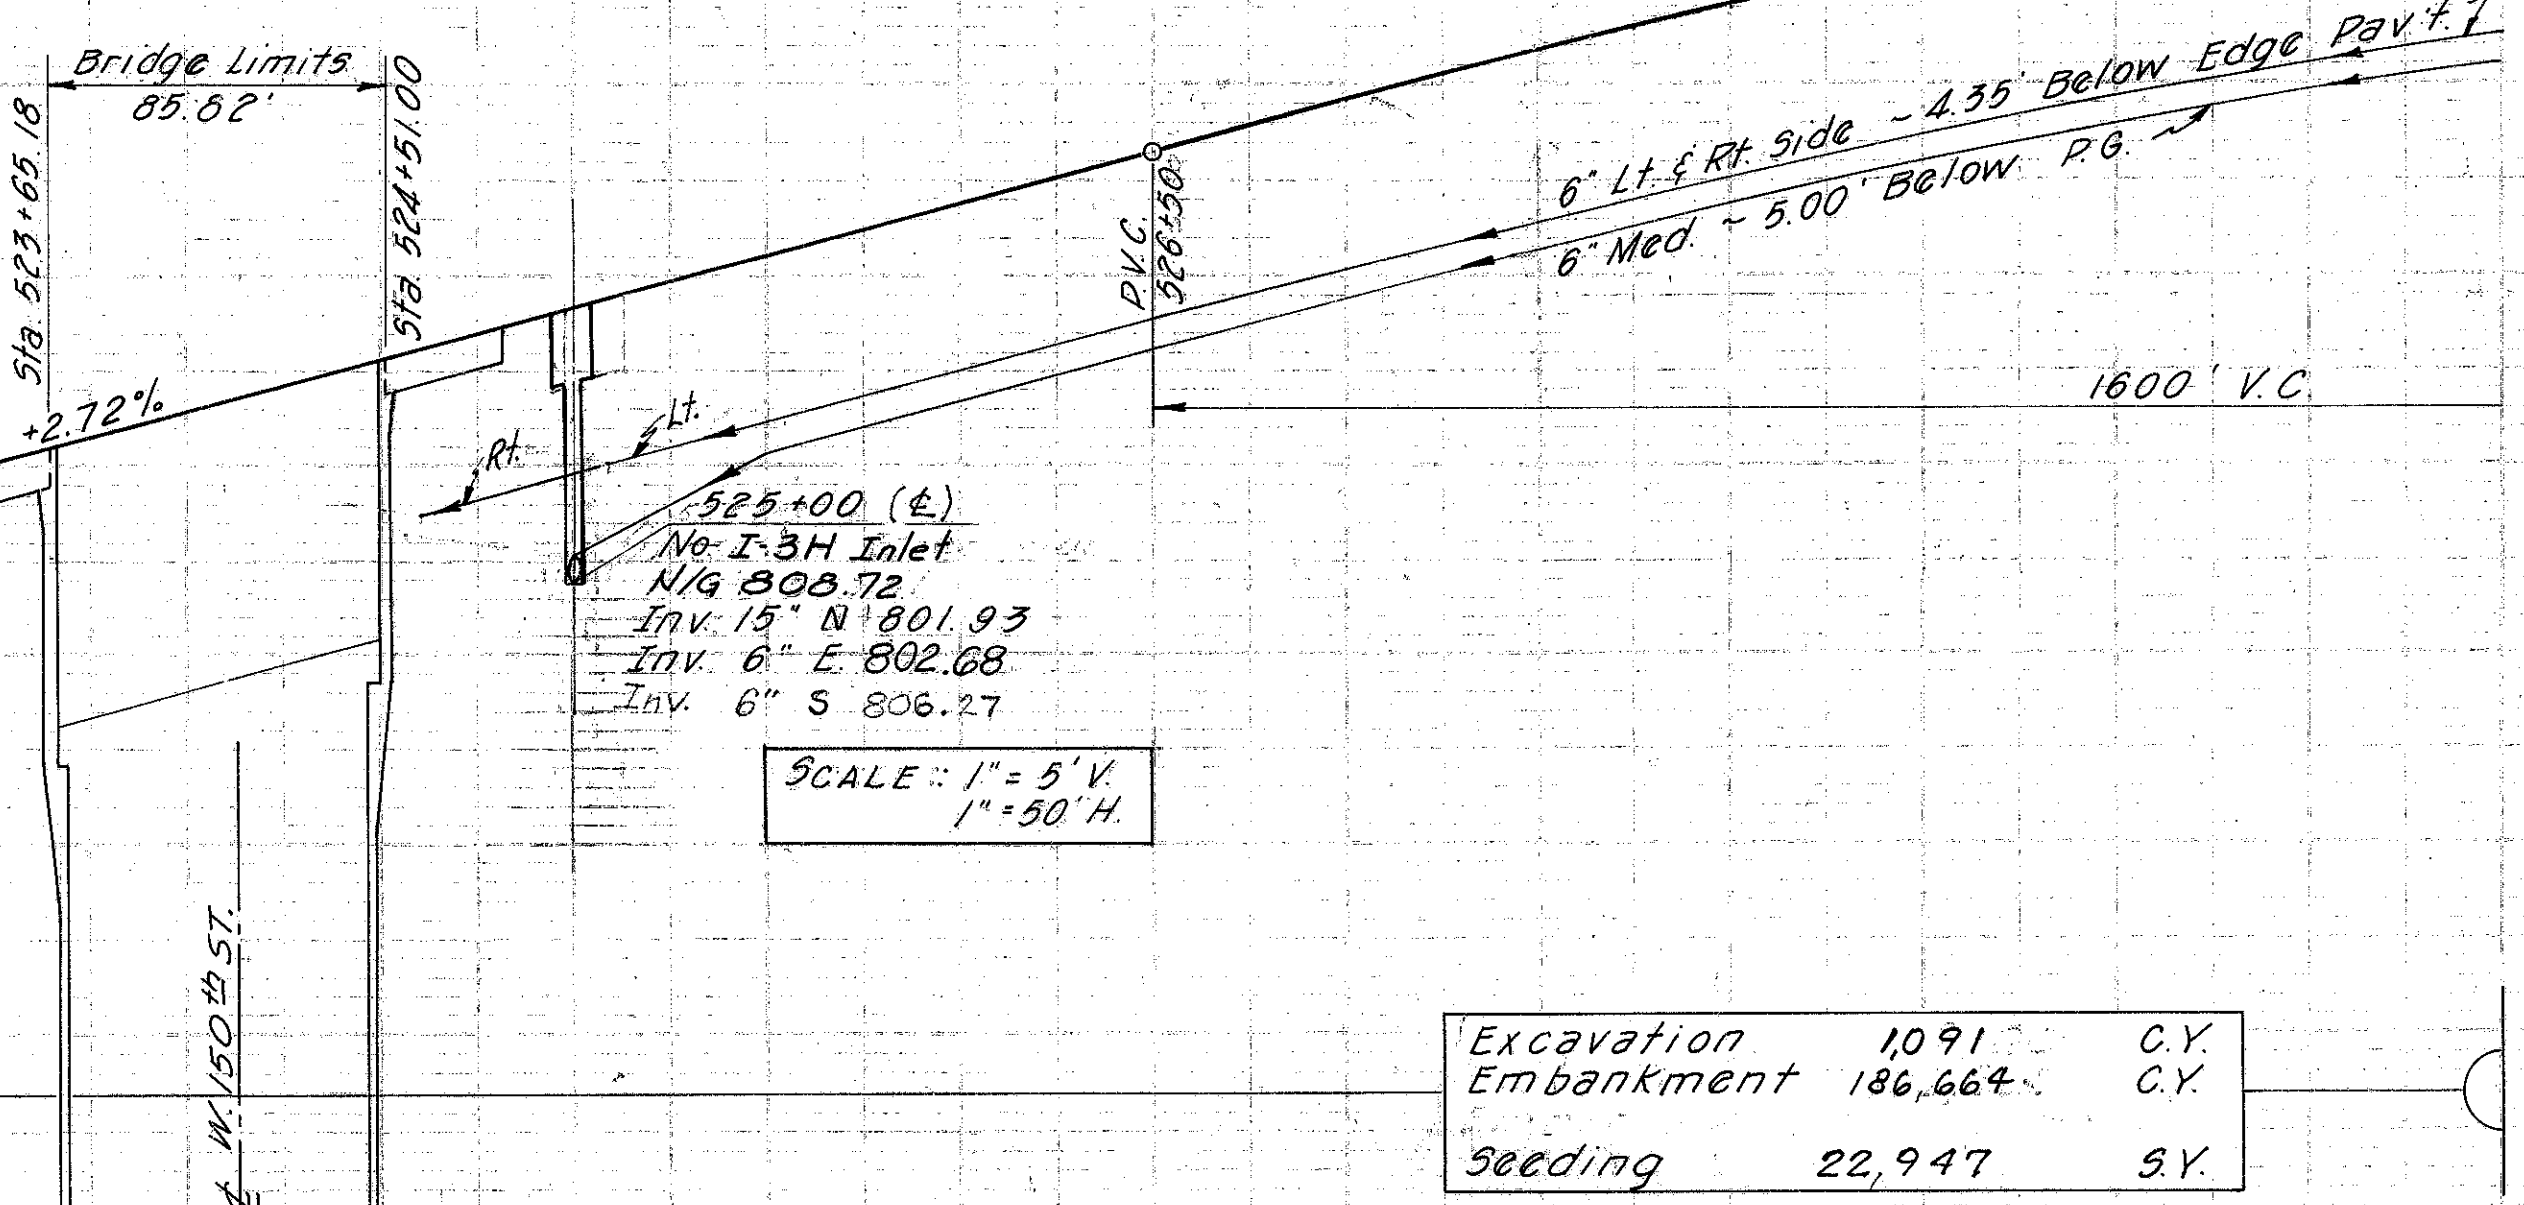 Bridge Limits
85.82'
Sta. 523+65.18
Sta. 524+51.00
+2.72%
Rt.
Lt.
P.V.C.
526+50
6" Lt. & Rt. Side ~ 4.35' Below Edge Pav't.
6" Med. ~ 5.00' Below P.G.
1600' V.C.
525+00 (℄)
No I-3H Inlet
N/G 808.72
Inv. 15" N 801.93
Inv. 6" E. 802.68
Inv. 6" S 806.27
SCALE: 1"= 5' V.
1"=50' H.
W. 150th ST.
Excavation 1,091 C.Y.
Embankment 186,664 C.Y.
Seeding 22,947 S.Y.